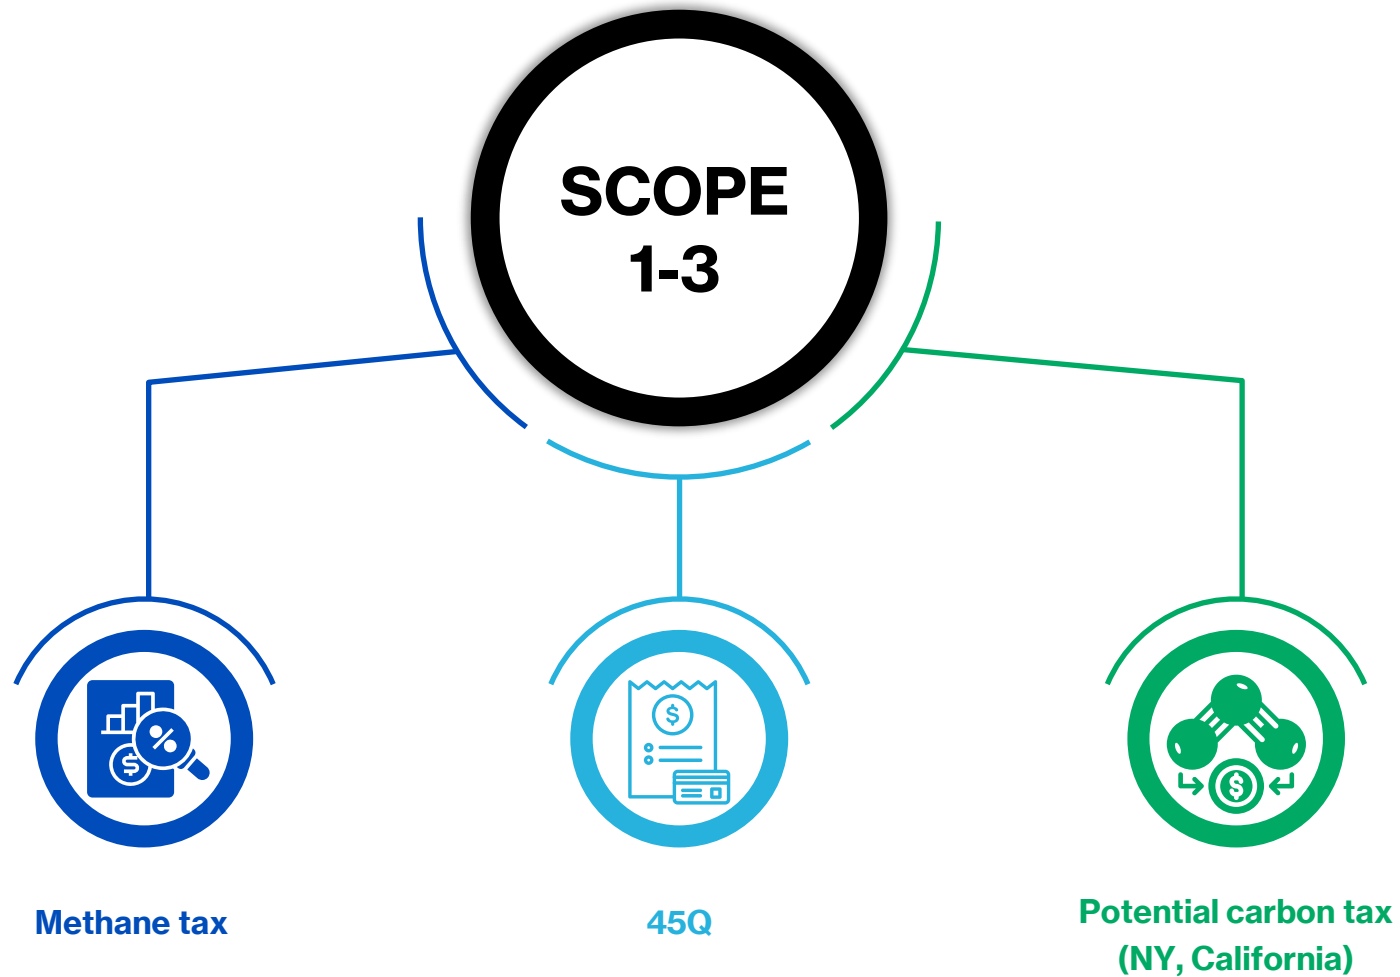 SCOPE
1-3
$
%
$
$
Methane tax
45Q
Potential carbon tax
(NY, California)